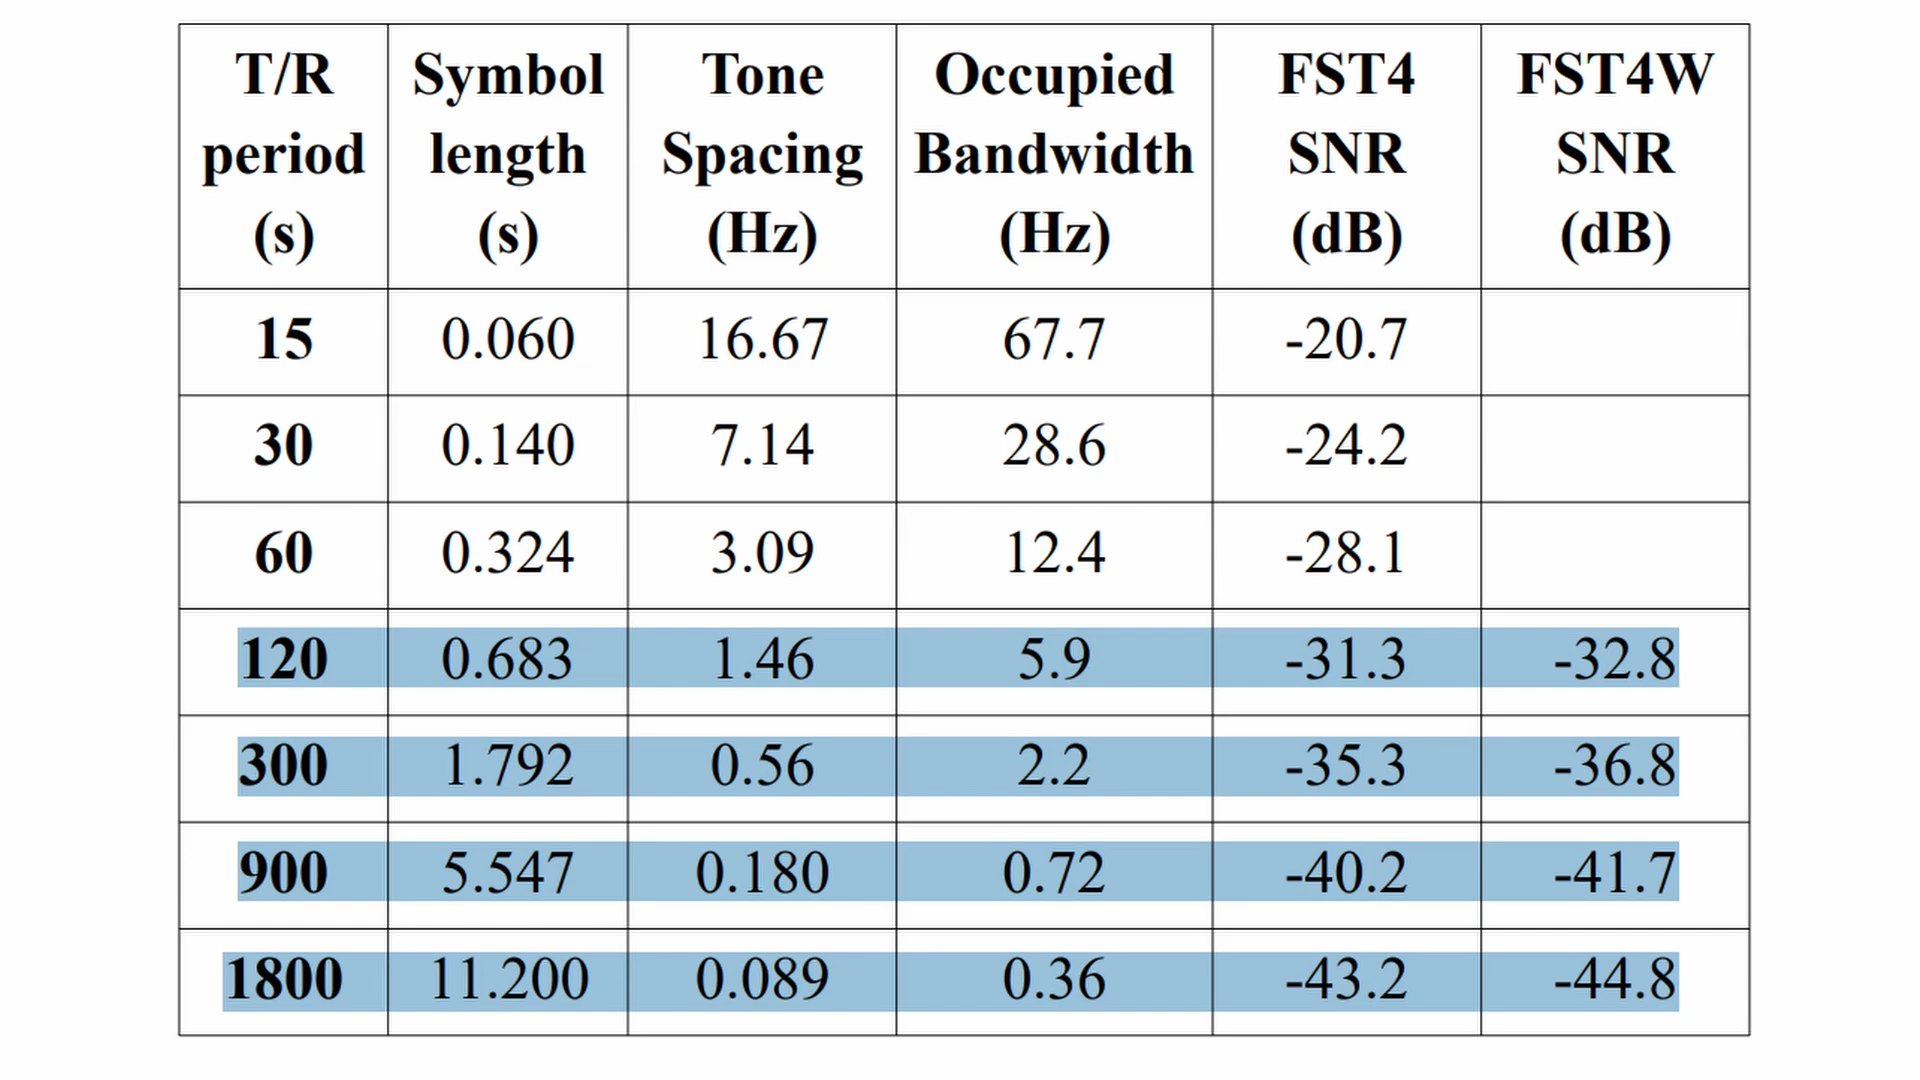 T/R period (s) Symbol length (s) Tone Spacing (Hz) Occupied Bandwidth (Hz) FST4 SNR (dB) FST4W SNR (dB)
15 0.060 16.67 67.7 -20.7
30 0.140 7.14 28.6 -24.2
60 0.324 3.09 12.4 -28.1
120 0.683 1.46 5.9 -31.3 -32.8
300 1.792 0.56 2.2 -35.3 -36.8
900 5.547 0.180 0.72 -40.2 -41.7
1800 11.200 0.089 0.36 -43.2 -44.8